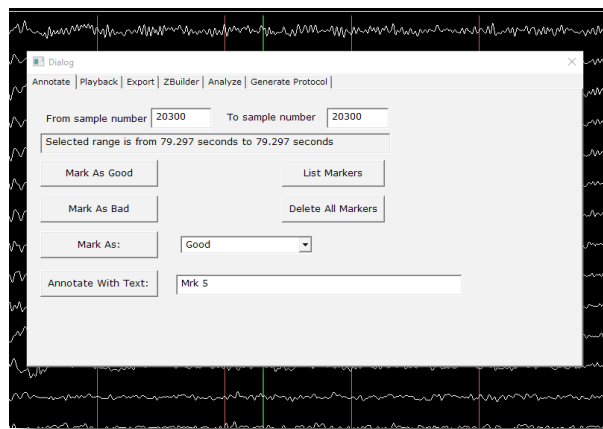 Dialog
Annotate Playback Export ZBuilder Analyze Generate Protocol
From sample number 20300 To sample number 20300
Selected range is from 79.297 seconds to 79.297 seconds
Mark As Good List Markers
Mark As Bad Delete All Markers
Mark As: Good
Annotate With Text: Mrk 5